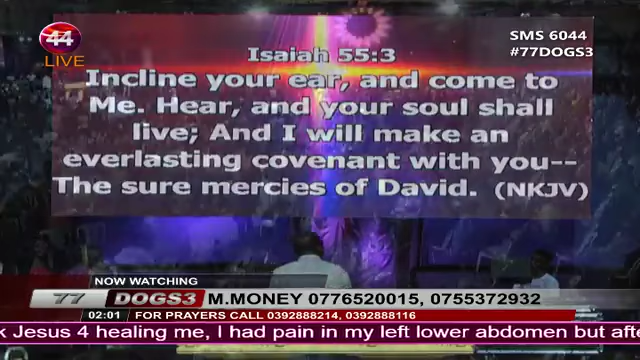 44
LIVE
SMS 6044
#77DOGS3
Isaiah 55:3
Incline your ear, and come to
Me. Hear, and your soul shall
live; And I will make an
everlasting covenant with you--
The sure mercies of David. (NKJV)
NOW WATCHING
77 DOGS3 M.MONEY 0776520015, 0755372932
02:01 FOR PRAYERS CALL 0392888214, 0392888116
k Jesus 4 healing me, I had pain in my left lower abdomen but afte